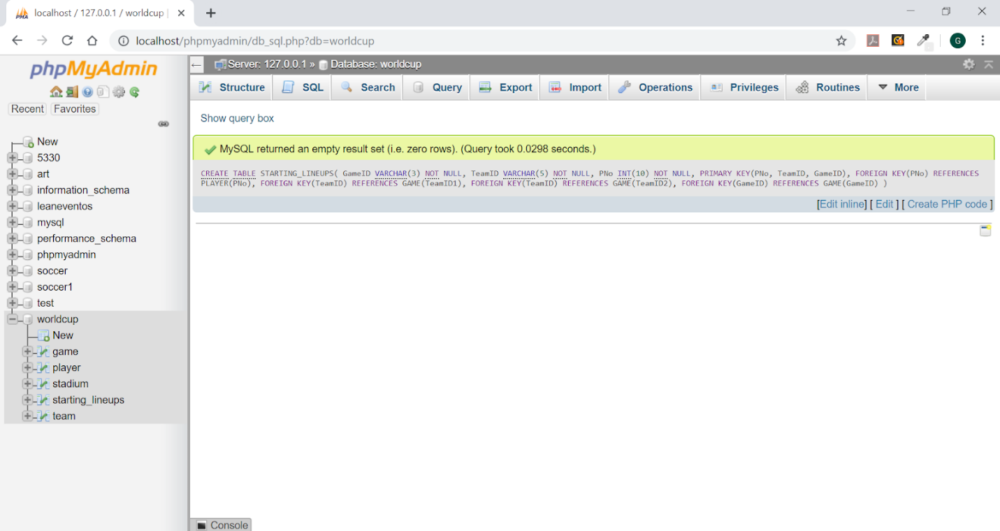 localhost / 127.0.0.1 / worldcup |
localhost/phpmyadmin/db_sql.php?db=worldcup
G
phpMyAdmin
Recent Favorites
New
5330
art
information_schema
leaneventos
mysql
performance_schema
phpmyadmin
soccer
soccer1
test
worldcup
New
game
player
stadium
starting_lineups
team
Server: 127.0.0.1 » Database: worldcup
Structure SQL Search Query Export Import Operations Privileges Routines More
Show query box
MySQL returned an empty result set (i.e. zero rows). (Query took 0.0298 seconds.)
CREATE TABLE STARTING_LINEUPS( GameID VARCHAR(3) NOT NULL, TeamID VARCHAR(5) NOT NULL, PNo INT(10) NOT NULL, PRIMARY KEY(PNo, TeamID, GameID), FOREIGN KEY(PNo) REFERENCES
PLAYER(PNo), FOREIGN KEY(TeamID) REFERENCES GAME(TeamID1), FOREIGN KEY(TeamID) REFERENCES GAME(TeamID2), FOREIGN KEY(GameID) REFERENCES GAME(GameID) )
[Edit inline] [ Edit ] [ Create PHP code ]
Console